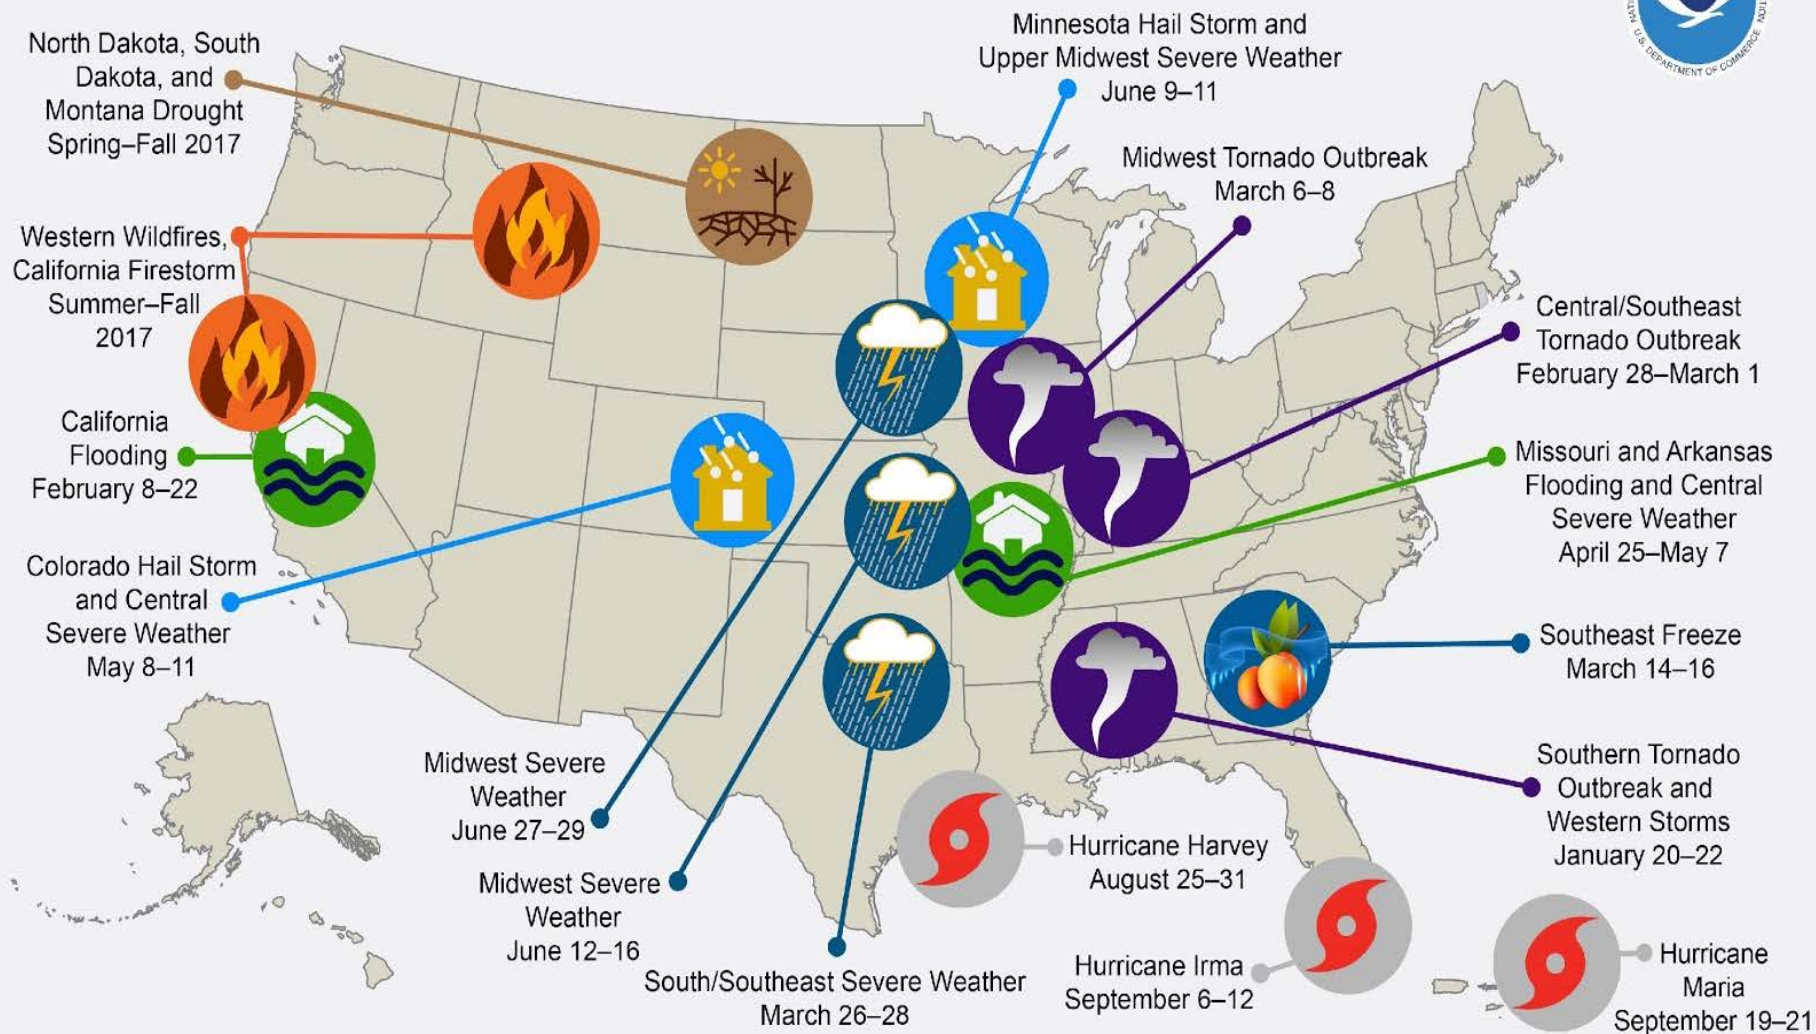 North Dakota, South
Dakota, and
Montana Drought
Spring–Fall 2017
Minnesota Hail Storm and
Upper Midwest Severe Weather
June 9–11
U.S. DEPARTMENT OF COMMERCE
Midwest Tornado Outbreak
March 6–8
Western Wildfires,
California Firestorm
Summer–Fall
2017
Central/Southeast
Tornado Outbreak
February 28–March 1
California
Flooding
February 8–22
Missouri and Arkansas
Flooding and Central
Severe Weather
April 25–May 7
Colorado Hail Storm
and Central
Severe Weather
May 8–11
Southeast Freeze
March 14–16
Midwest Severe
Weather
June 27–29
Southern Tornado
Outbreak and
Western Storms
January 20–22
Midwest Severe
Weather
June 12–16
Hurricane Harvey
August 25–31
South/Southeast Severe Weather
March 26–28
Hurricane Irma
September 6–12
Hurricane
Maria
September 19–21